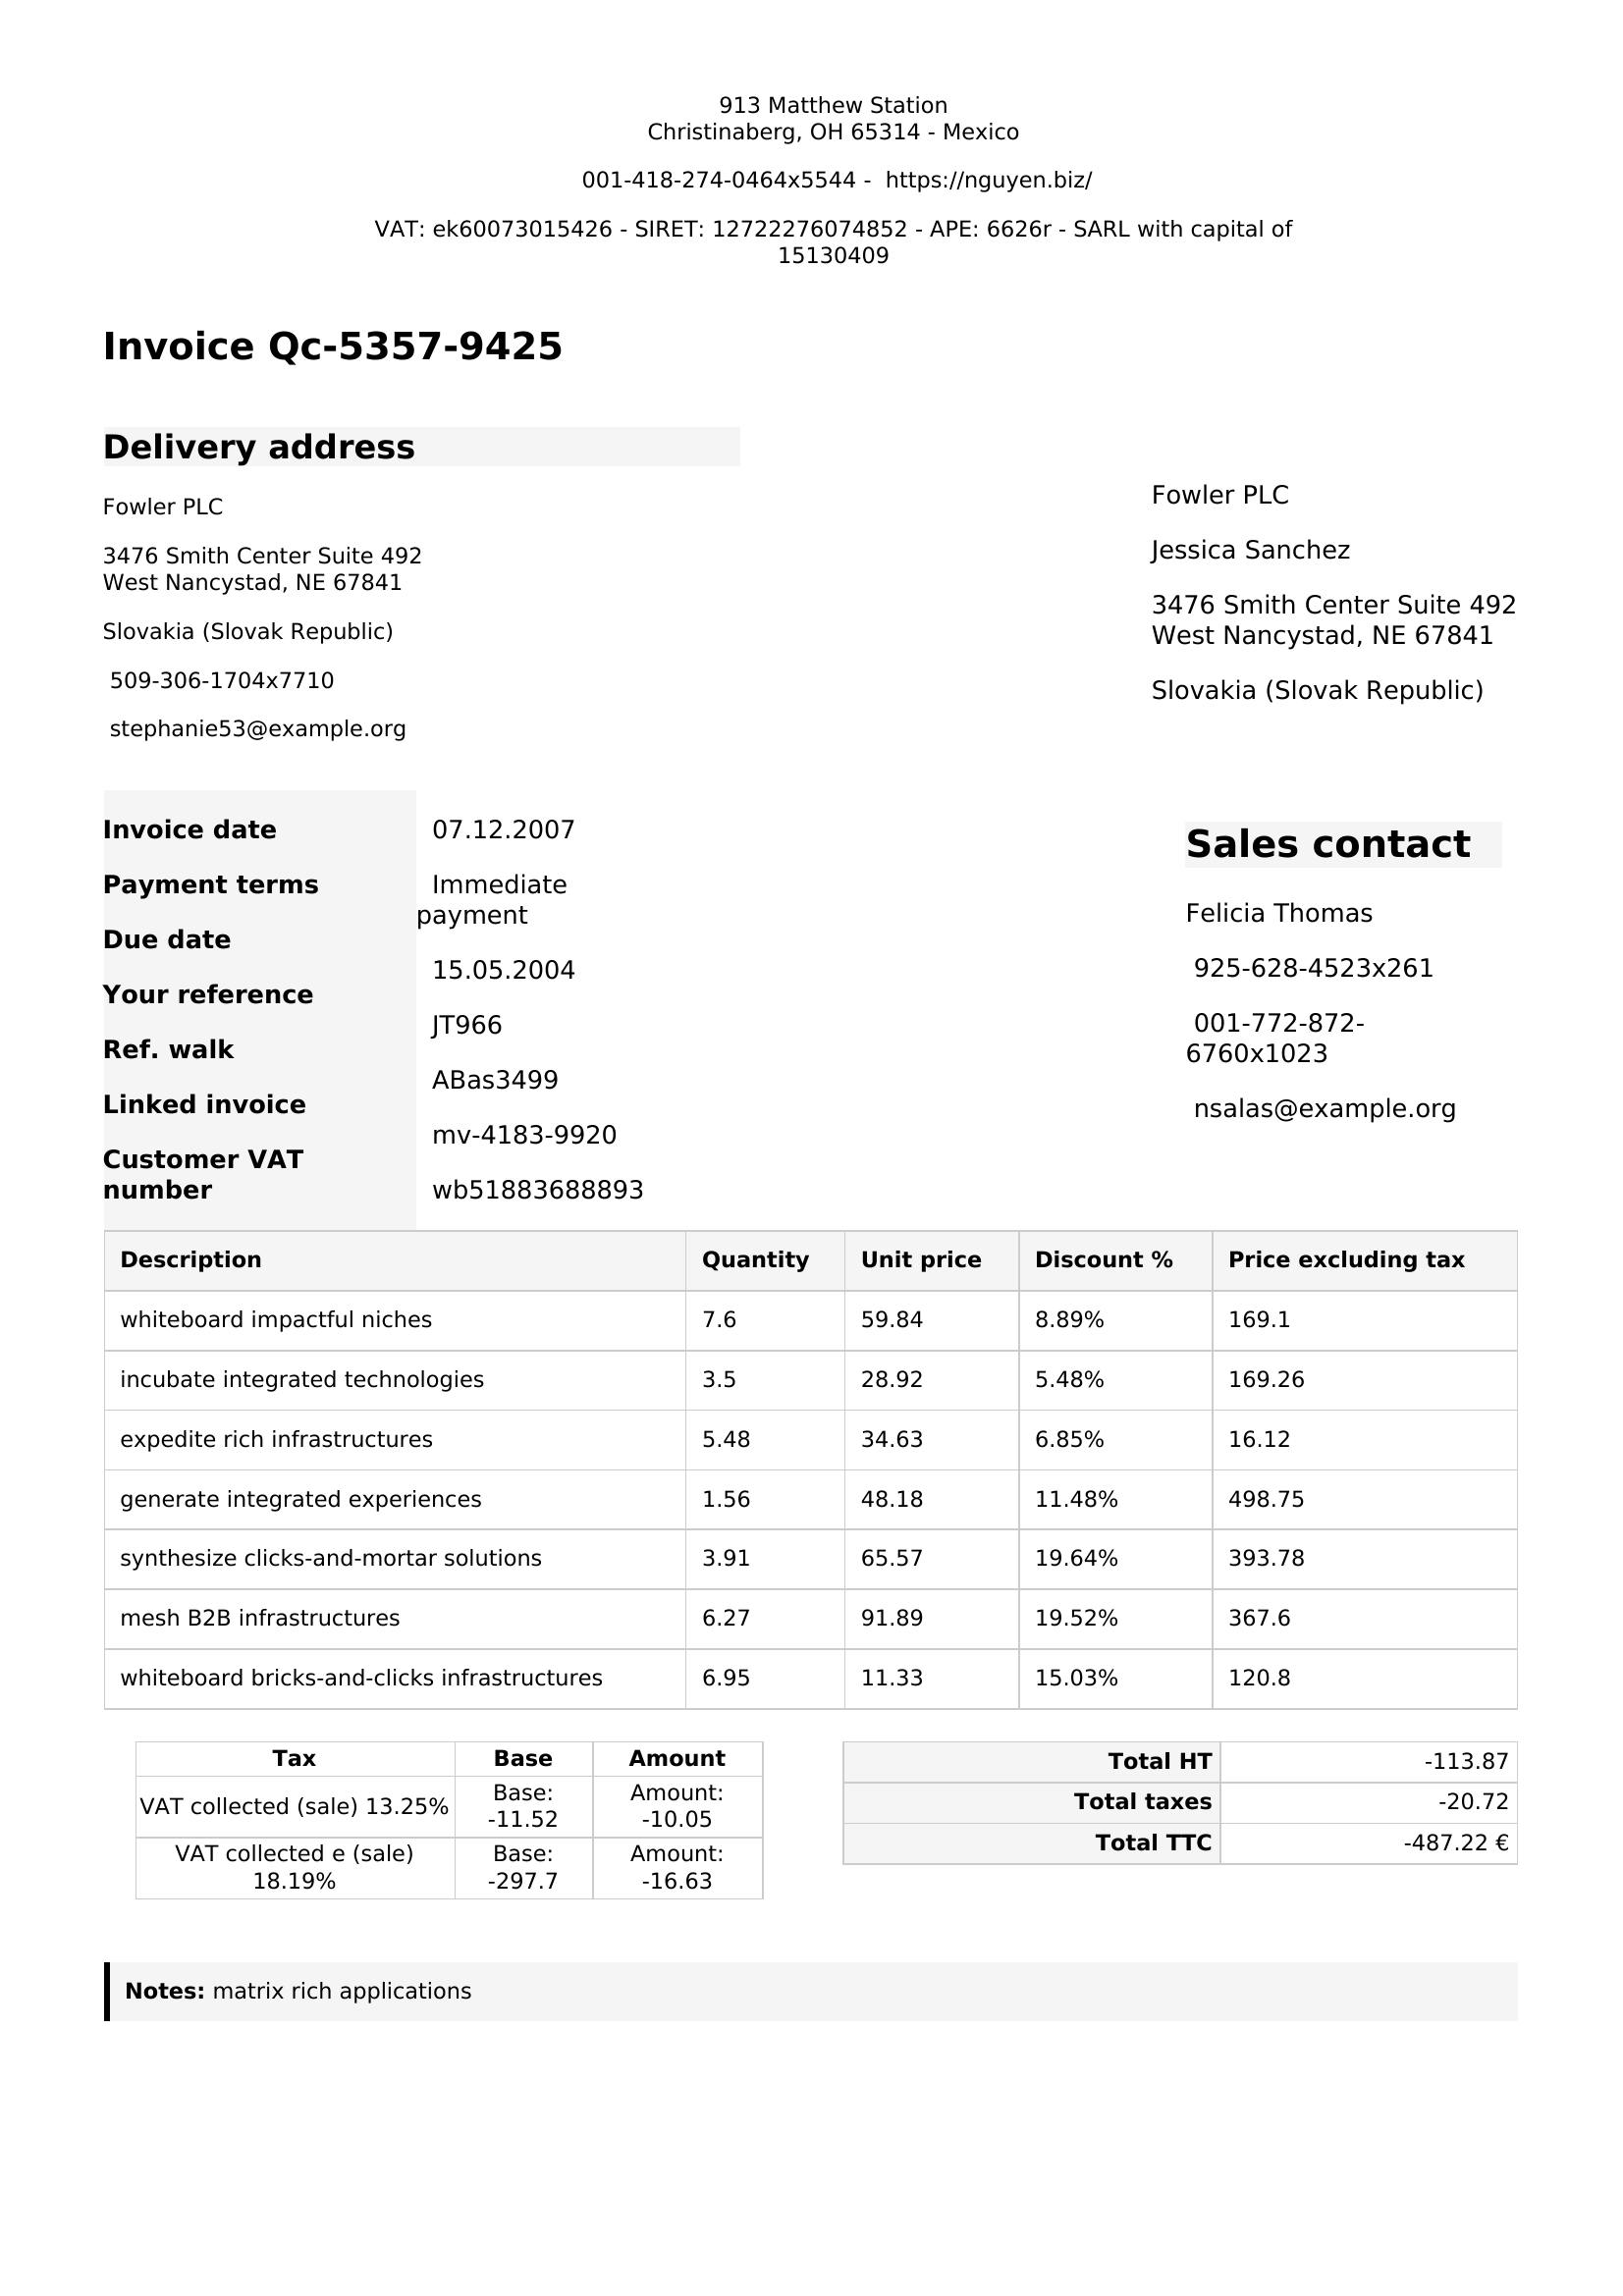 913 Matthew Station
Christinaberg, OH 65314 - Mexico
001-418-274-0464x5544 - https://nguyen.biz/
VAT: ek60073015426 - SIRET: 12722276074852 - APE: 6626r - SARL with capital of
15130409
Invoice Qc-5357-9425
Delivery address
Fowler PLC
3476 Smith Center Suite 492
West Nancystad, NE 67841
Slovakia (Slovak Republic)
509-306-1704x7710
stephanie53@example.org
Fowler PLC
Jessica Sanchez
3476 Smith Center Suite 492
West Nancystad, NE 67841
Slovakia (Slovak Republic)
Invoice date
Payment terms
Due date
Your reference
Ref. walk
Linked invoice
Customer VAT
number
07.12.2007
Immediate
payment
15.05.2004
JT966
ABas3499
mv-4183-9920
wb51883688893
Sales contact
Felicia Thomas
925-628-4523x261
001-772-872-
6760x1023
nsalas@example.org
Description Quantity Unit price Discount % Price excluding tax
whiteboard impactful niches 7.6 59.84 8.89% 169.1
incubate integrated technologies 3.5 28.92 5.48% 169.26
expedite rich infrastructures 5.48 34.63 6.85% 16.12
generate integrated experiences 1.56 48.18 11.48% 498.75
synthesize clicks-and-mortar solutions 3.91 65.57 19.64% 393.78
mesh B2B infrastructures 6.27 91.89 19.52% 367.6
whiteboard bricks-and-clicks infrastructures 6.95 11.33 15.03% 120.8
Tax Base Amount
VAT collected (sale) 13.25% Base: -11.52 Amount: -10.05
VAT collected e (sale) 18.19% Base: -297.7 Amount: -16.63
Total HT -113.87
Total taxes -20.72
Total TTC -487.22 €
Notes: matrix rich applications